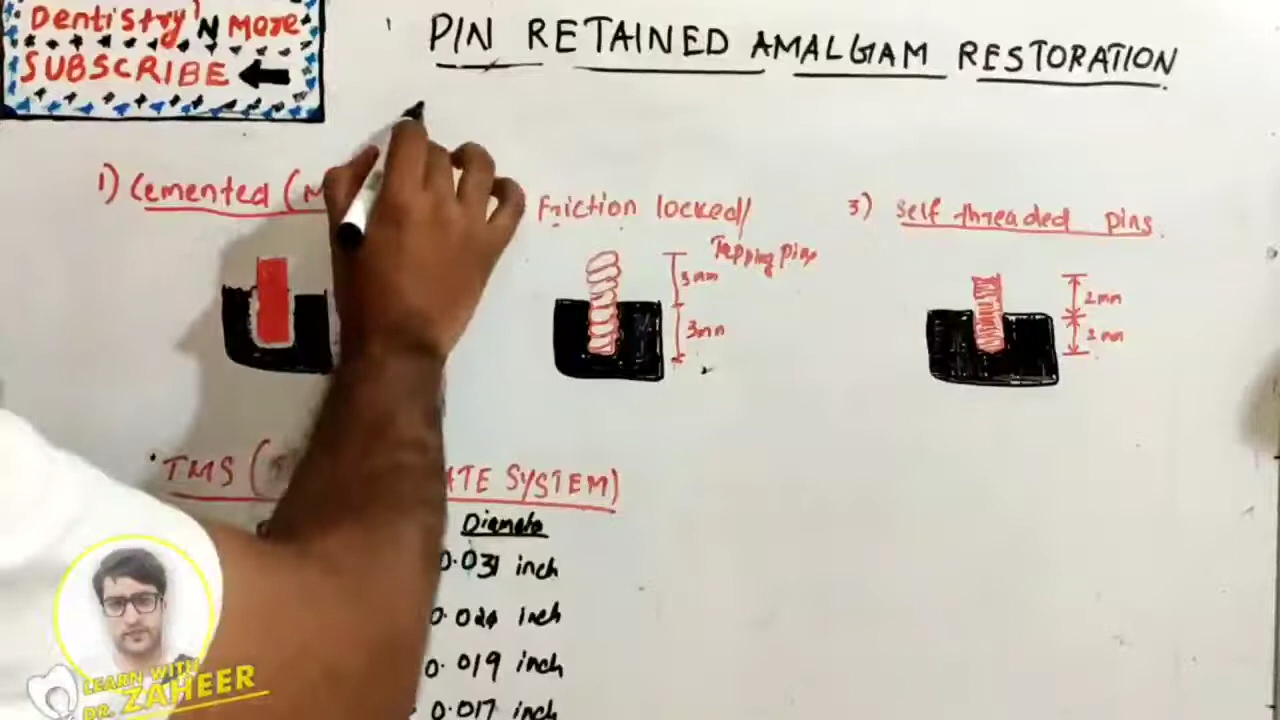 Dentistry'N More
SUBSCRIBE
PIN RETAINED AMALGAM RESTORATION
1) Cemented (
Friction locked/
Tapping Pins
3) Self threaded pins
3mm
3mm
2mm
2mm
TMS (
ATE SYSTEM)
0.031 inch
0.024 inch
0.019 inch
0.017 inch
LEARN WITH
DR. ZAHEER